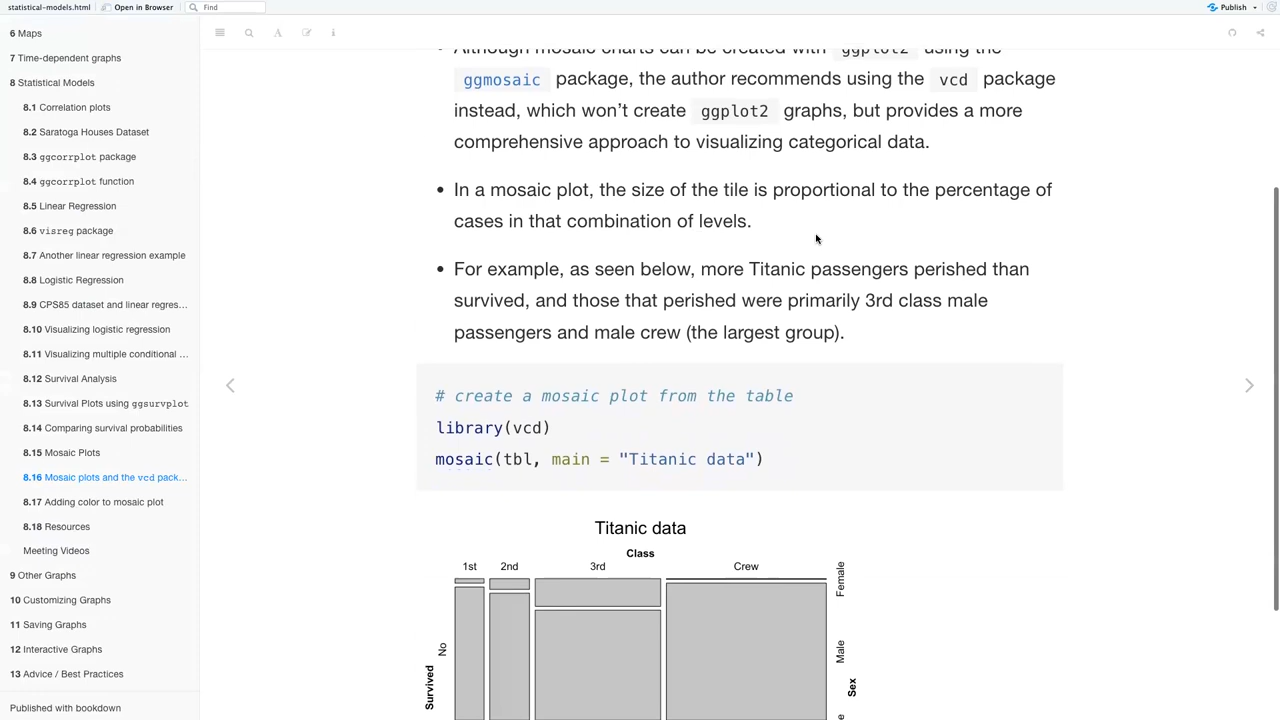 statistical-models.html
Open in Browser
Find
Publish
6 Maps
7 Time-dependent graphs
8 Statistical Models
8.1 Correlation plots
8.2 Saratoga Houses Dataset
8.3 ggcorrplot package
8.4 ggcorrplot function
8.5 Linear Regression
8.6 visreg package
8.7 Another linear regression example
8.8 Logistic Regression
8.9 CPS85 dataset and linear regres…
8.10 Visualizing logistic regression
8.11 Visualizing multiple conditional …
8.12 Survival Analysis
8.13 Survival Plots using ggsurvplot
8.14 Comparing survival probabilities
8.15 Mosaic Plots
8.16 Mosaic plots and the vcd pack…
8.17 Adding color to mosaic plot
8.18 Resources
Meeting Videos
9 Other Graphs
10 Customizing Graphs
11 Saving Graphs
12 Interactive Graphs
13 Advice / Best Practices
Published with bookdown
• Although mosaic charts can be created with ggplot2 using the
ggmosaic package, the author recommends using the vcd package
instead, which won’t create ggplot2 graphs, but provides a more
comprehensive approach to visualizing categorical data.
• In a mosaic plot, the size of the tile is proportional to the percentage of
cases in that combination of levels.
• For example, as seen below, more Titanic passengers perished than
survived, and those that perished were primarily 3rd class male
passengers and male crew (the largest group).
# create a mosaic plot from the table
library(vcd)
mosaic(tbl, main = "Titanic data")
Titanic data
Class
1st 2nd 3rd Crew
Female
No
Male
Survived
Sex